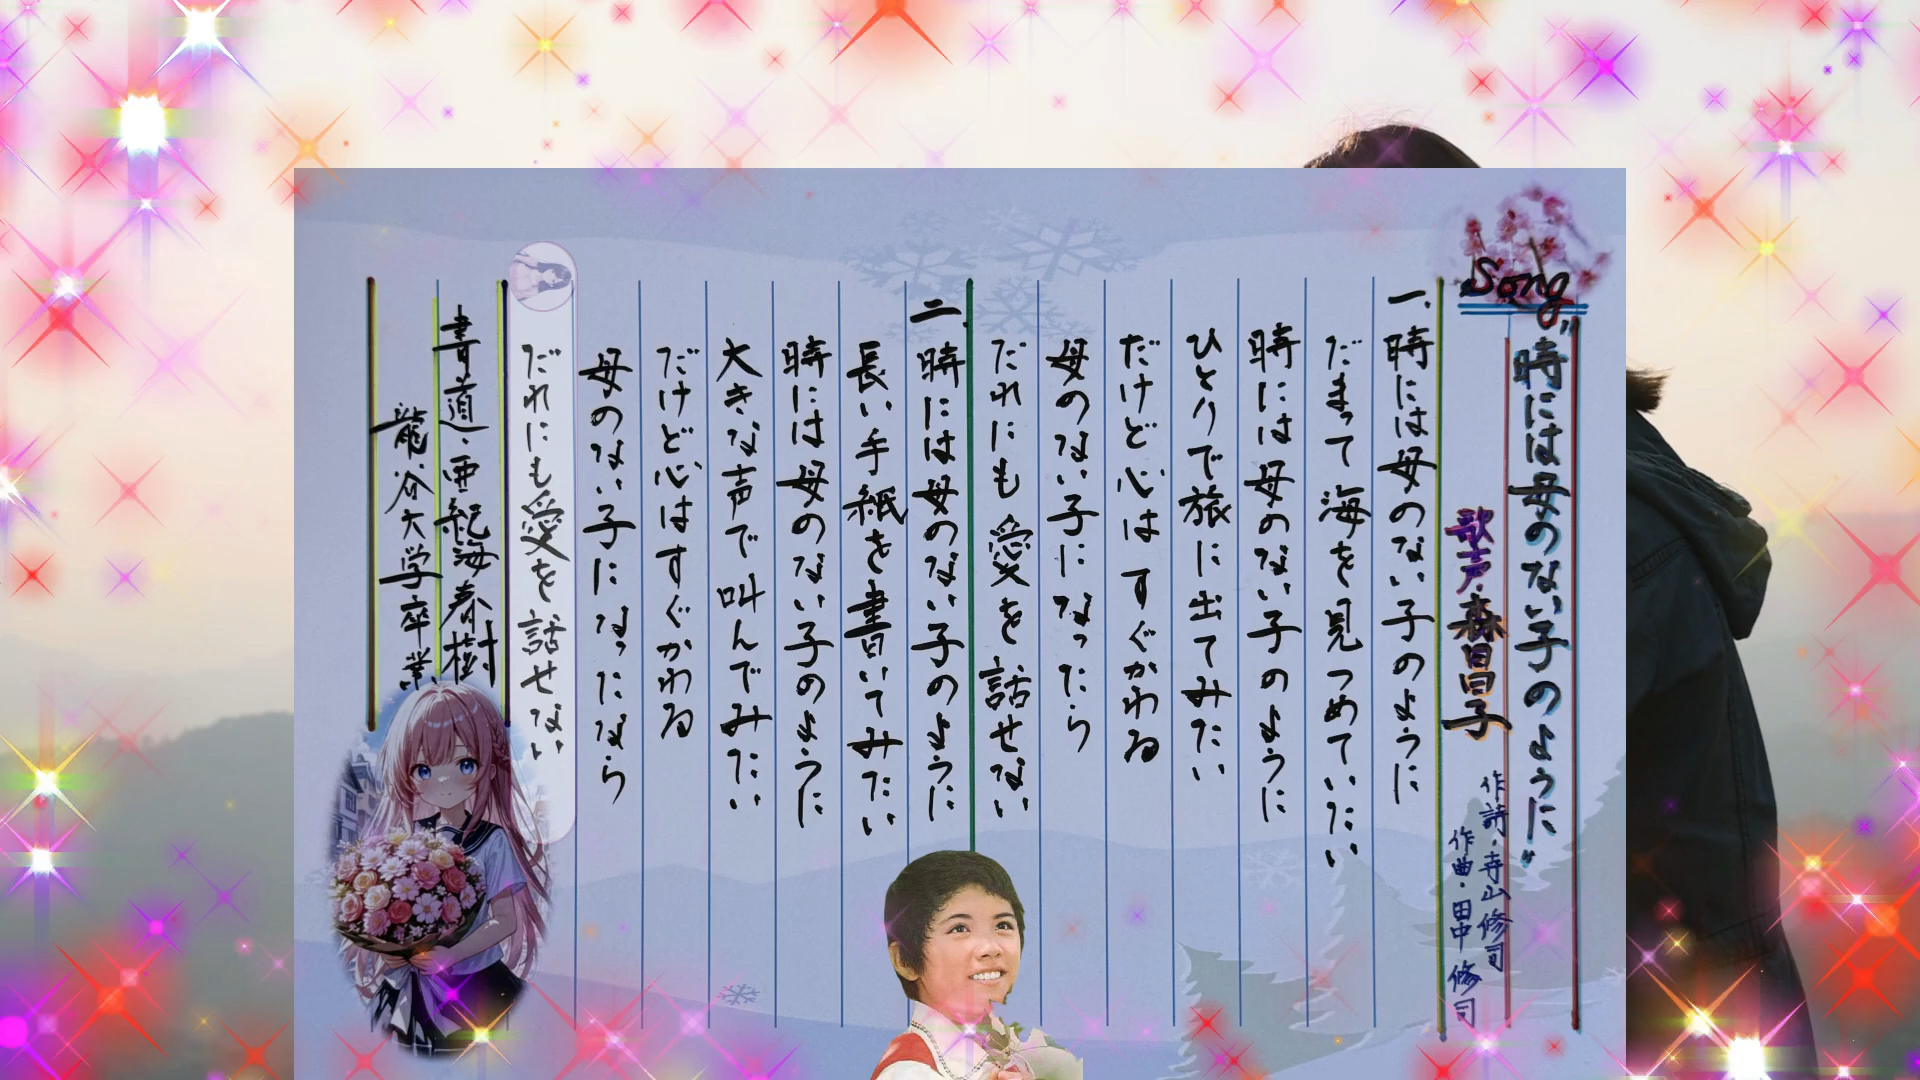 Song
"時には母のない子のように"
歌声・森田日子
作詩・寺山修司
作曲・田中修司
一、時には母のない子のように
だまって海を見つめていたい
時には母のない子のように
ひとりで旅に出てみたい
だけど心はすぐかわる
母のない子になったら
だれにも愛を話せない
二、時には母のない子のように
長い手紙を書いてみたい
時には母のない子のように
大きな声で叫んでみたい
だけど心はすぐかわる
母のない子になったなら
だれにも愛を話せない
書道・亜紀海春樹
龍谷大学卒業